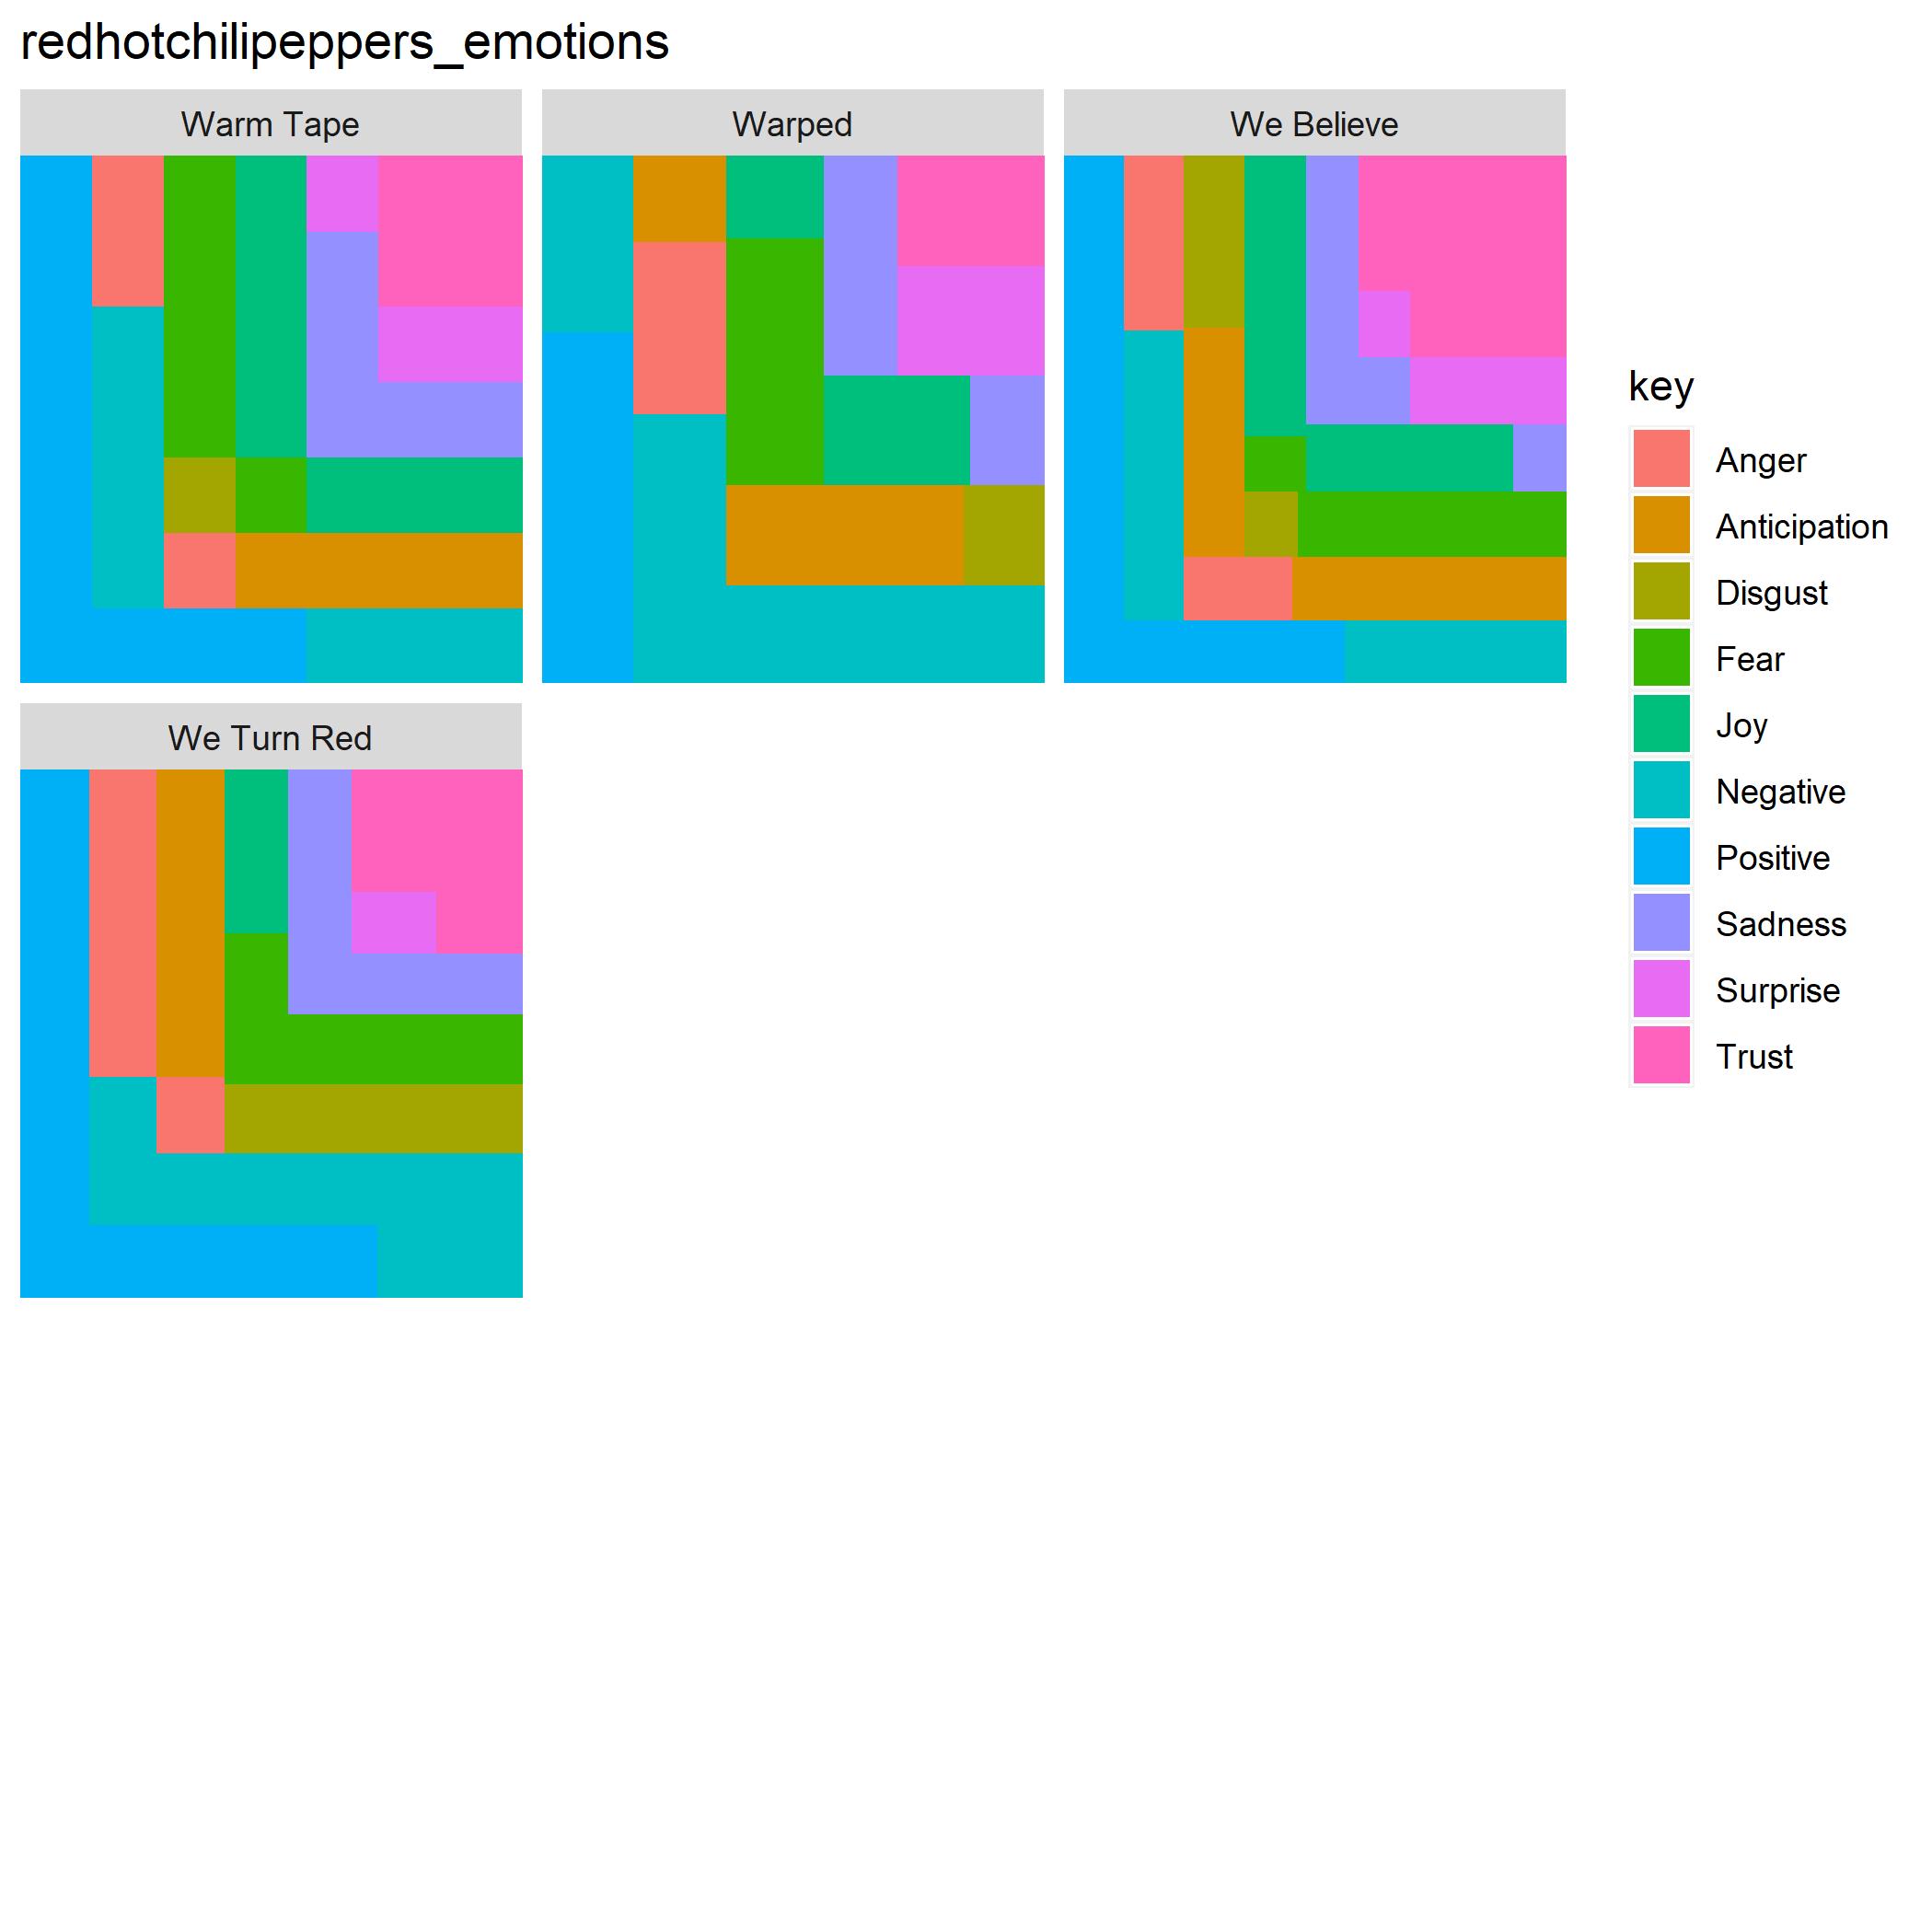 redhotchilipeppers_emotions
Warm Tape
Warped
We Believe
We Turn Red
key
Anger
Anticipation
Disgust
Fear
Joy
Negative
Positive
Sadness
Surprise
Trust